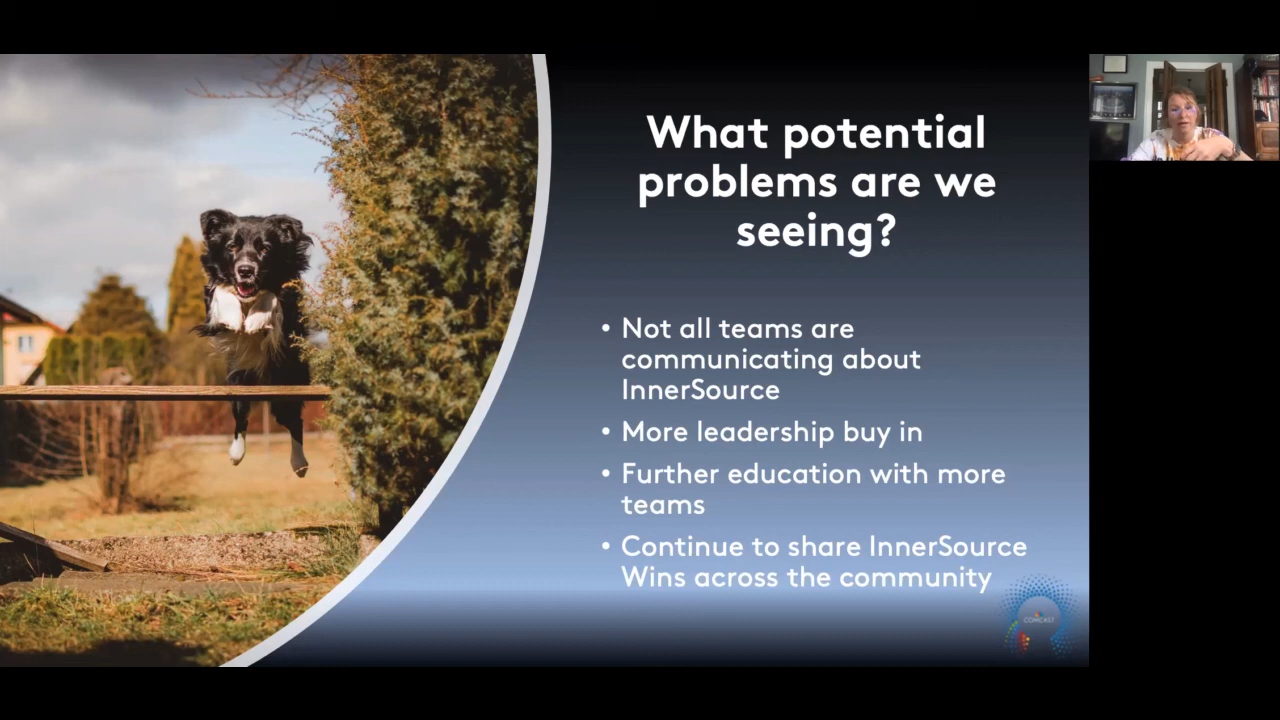 What potential
problems are we
seeing?
• Not all teams are
communicating about
InnerSource
• More leadership buy in
• Further education with more
teams
• Continue to share InnerSource
Wins across the community
COMCAST